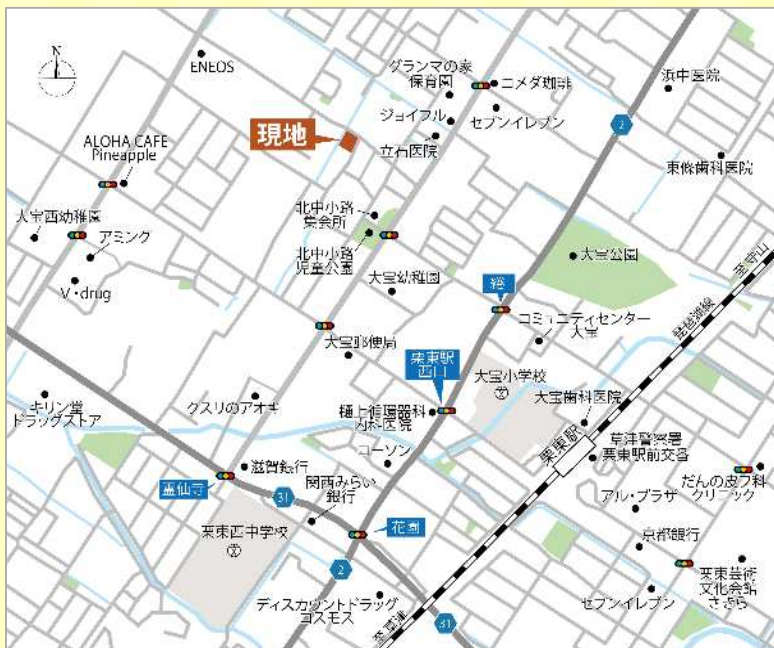 N
ENEOS
グランマの家
保育園
コメダ珈琲
浜中医院
ジョイフル
セブンイレブン
2
現地
立石医院
ALOHA CAFE
Pineapple
東條歯科医院
北中小路
集会所
大宝西幼稚園
アミング
北中小路
児童公園
大宝公園
至守山
V・drug
大宝幼稚園
綣
琵琶湖線
コミュニティセンター
大宝
大宝郵便局
栗東駅
西口
大宝小学校
キリン堂
ドラッグストア
クスリのアオキ
樋上循環器科
内科医院
大宝歯科医院
栗東駅
草津警察署
栗東駅前交番
ローソン
滋賀銀行
霊仙寺
関西みらい
銀行
31
だんの皮フ科
クリニック
アル・プラザ
栗東西中学校
花園
京都銀行
2
栗東芸術
文化会館
さきら
ディスカウントドラッグ
コスモス
セブンイレブン
31
至草津